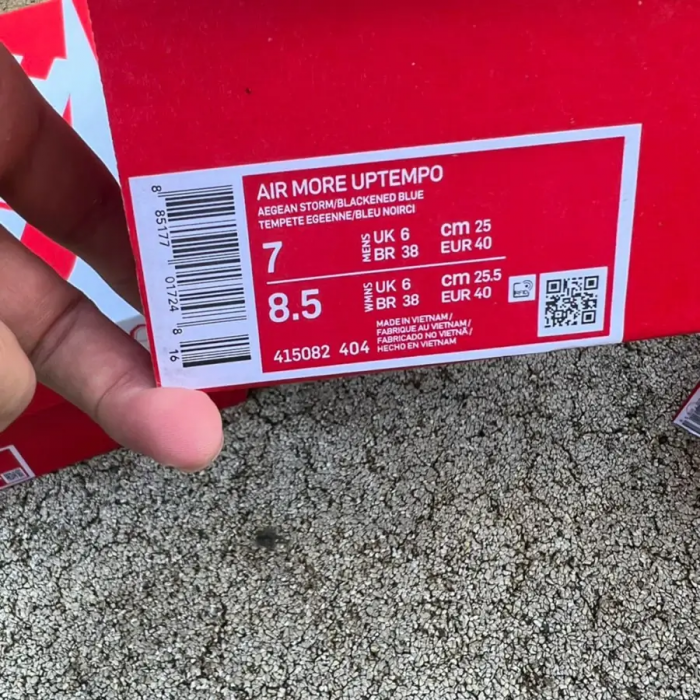 AIR MORE UPTEMPO
AEGEAN STORM/BLACKENED BLUE
TEMPETE EGEENNE/BLEU NOIRCI
7 MENS UK 6 cm 25
BR 38 EUR 40
8.5 WMNS UK 6 cm 25.5
BR 38 EUR 40
415082 404
MADE IN VIETNAM/
FABRIQUE AU VIETNAM/
FABRICADO NO VIETNÃ/
HECHO EN VIETNAM
8 85177 01724 8 16